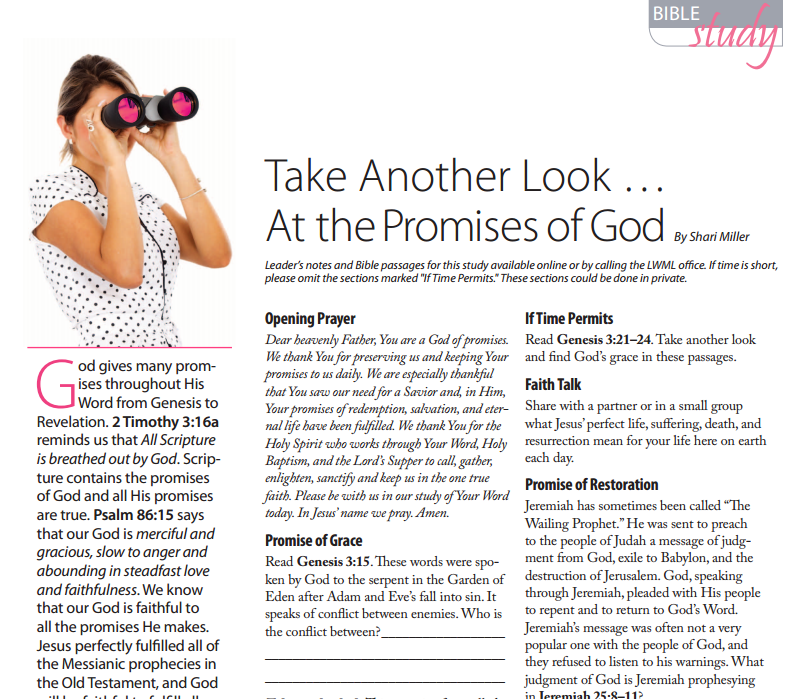 BIBLE
study
Take Another Look …
At the Promises of God By Shari Miller
Leader's notes and Bible passages for this study available online or by calling the LWML office. If time is short,
please omit the sections marked "If Time Permits." These sections could be done in private.
God gives many prom-
ises throughout His
Word from Genesis to
Revelation. 2 Timothy 3:16a
reminds us that All Scripture
is breathed out by God. Scrip-
ture contains the promises
of God and all His promises
are true. Psalm 86:15 says
that our God is merciful and
gracious, slow to anger and
abounding in steadfast love
and faithfulness. We know
that our God is faithful to
all the promises He makes.
Jesus perfectly fulfilled all of
the Messianic prophecies in
the Old Testament, and God
Opening Prayer
Dear heavenly Father, You are a God of promises.
We thank You for preserving us and keeping Your
promises to us daily. We are especially thankful
that You saw our need for a Savior and, in Him,
Your promises of redemption, salvation, and eter-
nal life have been fulfilled. We thank You for the
Holy Spirit who works through Your Word, Holy
Baptism, and the Lord's Supper to call, gather,
enlighten, sanctify and keep us in the one true
faith. Please be with us in our study of Your Word
today. In Jesus' name we pray. Amen.
Promise of Grace
Read Genesis 3:15. These words were spo-
ken by God to the serpent in the Garden of
Eden after Adam and Eve's fall into sin. It
speaks of conflict between enemies. Who is
the conflict between?
If Time Permits
Read Genesis 3:21–24. Take another look
and find God's grace in these passages.
Faith Talk
Share with a partner or in a small group
what Jesus' perfect life, suffering, death, and
resurrection mean for your life here on earth
each day.
Promise of Restoration
Jeremiah has sometimes been called "The
Wailing Prophet." He was sent to preach
to the people of Judah a message of judg-
ment from God, exile to Babylon, and the
destruction of Jerusalem. God, speaking
through Jeremiah, pleaded with His people
to repent and to return to God's Word.
Jeremiah's message was often not a very
popular one with the people of God, and
they refused to listen to his warnings. What
judgment of God is Jeremiah prophesying
in Jeremiah 25:8–11?